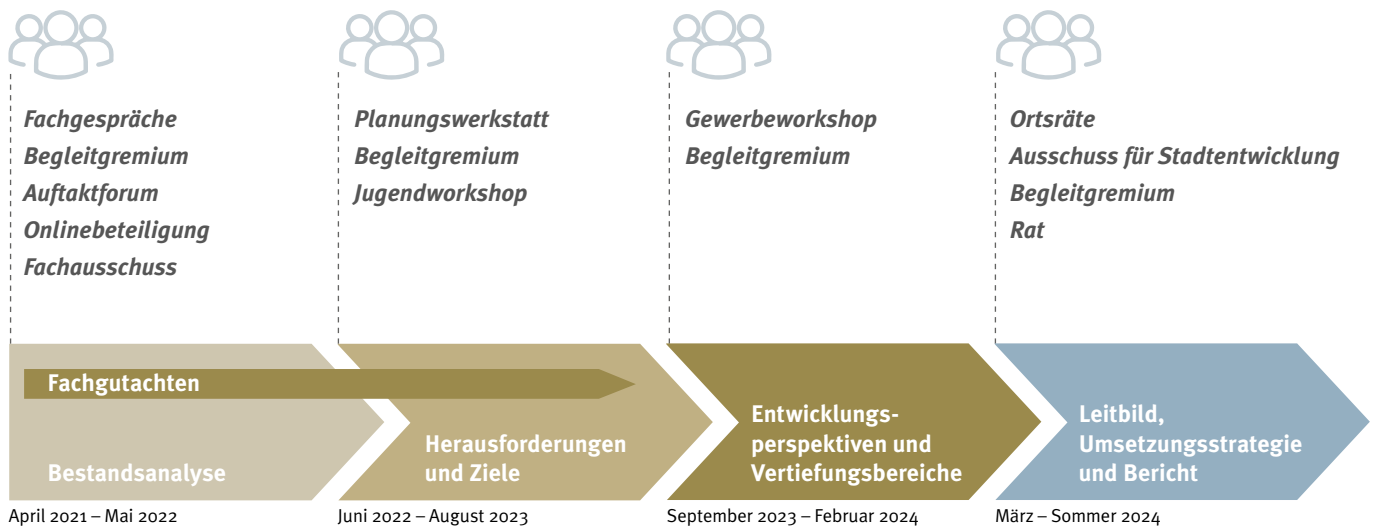 Fachgespräche
Begleitgremium
Auftaktforum
Onlinebeteiligung
Fachausschuss
Planungswerkstatt
Begleitgremium
Jugendworkshop
Gewerbeworkshop
Begleitgremium
Ortsräte
Ausschuss für Stadtentwicklung
Begleitgremium
Rat
Fachgutachten
Bestandsanalyse
Herausforderungen
und Ziele
Entwicklungs-
perspektiven und
Vertiefungsbereiche
Leitbild,
Umsetzungsstrategie
und Bericht
April 2021 – Mai 2022
Juni 2022 – August 2023
September 2023 – Februar 2024
März – Sommer 2024